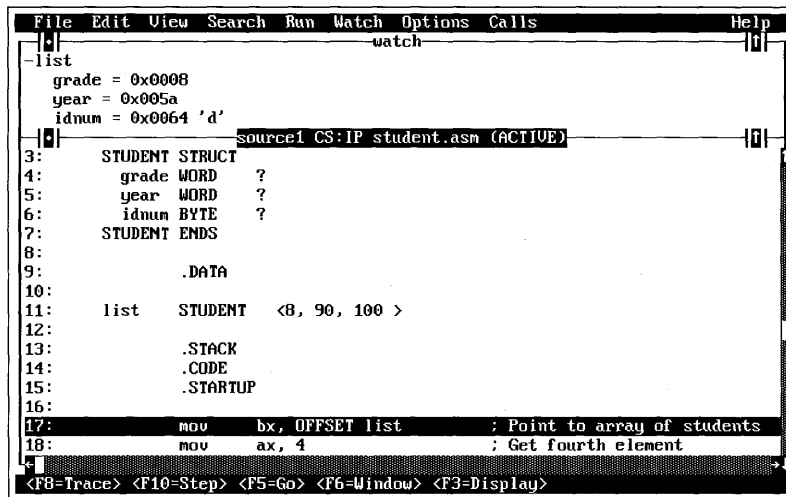 File Edit View Search Run Watch Options Calls Help
watch
-list
grade = 0x0008
year = 0x005a
idnum = 0x0064 'd'
source1 CS:IP student.asm (ACTIVE)
3: STUDENT STRUCT
4: grade WORD ?
5: year WORD ?
6: idnum BYTE ?
7: STUDENT ENDS
8:
9: .DATA
10:
11: list STUDENT <8, 90, 100 >
12:
13: .STACK
14: .CODE
15: .STARTUP
16:
17: mov bx, OFFSET list ; Point to array of students
18: mov ax, 4 ; Get fourth element
<F8=Trace> <F10=Step> <F5=Go> <F6=Window> <F3=Display>